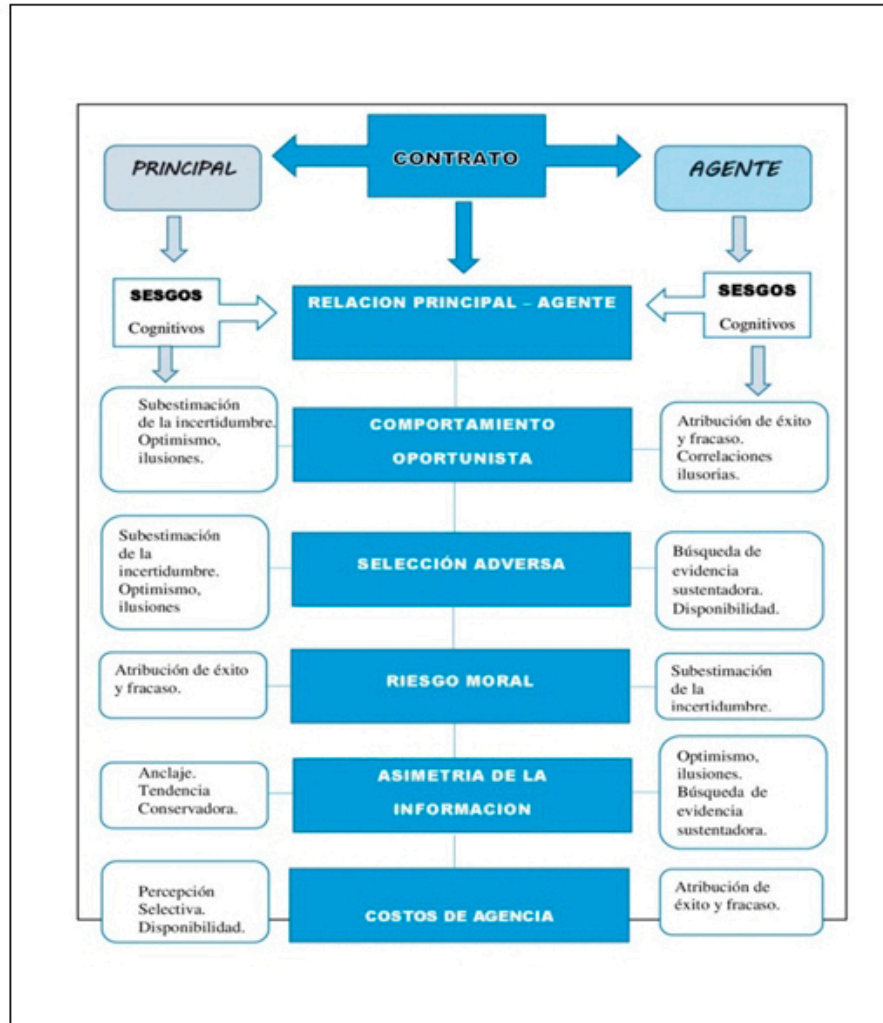 CONTRATO
PRINCIPAL
AGENTE
SESGOS
Cognitivos
RELACION PRINCIPAL – AGENTE
SESGOS
Cognitivos
Subestimación
de la incertidumbre.
Optimismo,
ilusiones.
COMPORTAMIENTO
OPORTUNISTA
Atribución de éxito
y fracaso.
Correlaciones
ilusorias.
Subestimación
de la
incertidumbre.
Optimismo,
ilusiones
SELECCIÓN ADVERSA
Búsqueda de
evidencia
sustentadora.
Disponibilidad.
Atribución de éxito
y fracaso.
RIESGO MORAL
Subestimación
de la
incertidumbre.
Anclaje.
Tendencia
Conservadora.
ASIMETRIA DE LA
INFORMACION
Optimismo,
ilusiones.
Búsqueda de
evidencia
sustentadora.
Percepción
Selectiva.
Disponibilidad.
COSTOS DE AGENCIA
Atribución de
éxito y fracaso.